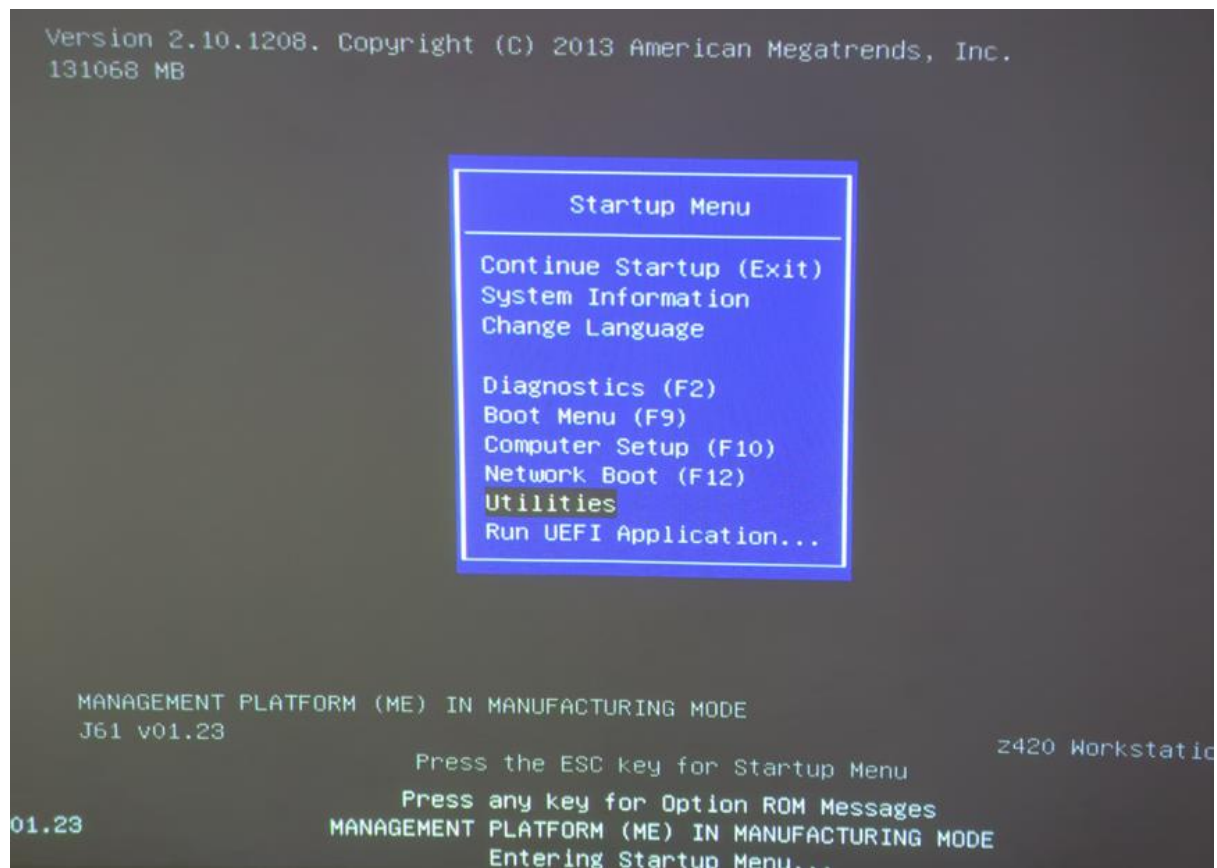 Version 2.10.1208. Copyright (C) 2013 American Megatrends, Inc.
131068 MB
Startup Menu
Continue Startup (Exit)
System Information
Change Language
Diagnostics (F2)
Boot Menu (F9)
Computer Setup (F10)
Network Boot (F12)
Utilities
Run UEFI Application...
MANAGEMENT PLATFORM (ME) IN MANUFACTURING MODE
J61 v01.23
z420 Workstatio
Press the ESC key for Startup Menu
Press any key for Option ROM Messages
01.23 MANAGEMENT PLATFORM (ME) IN MANUFACTURING MODE
Entering Startup Menu...